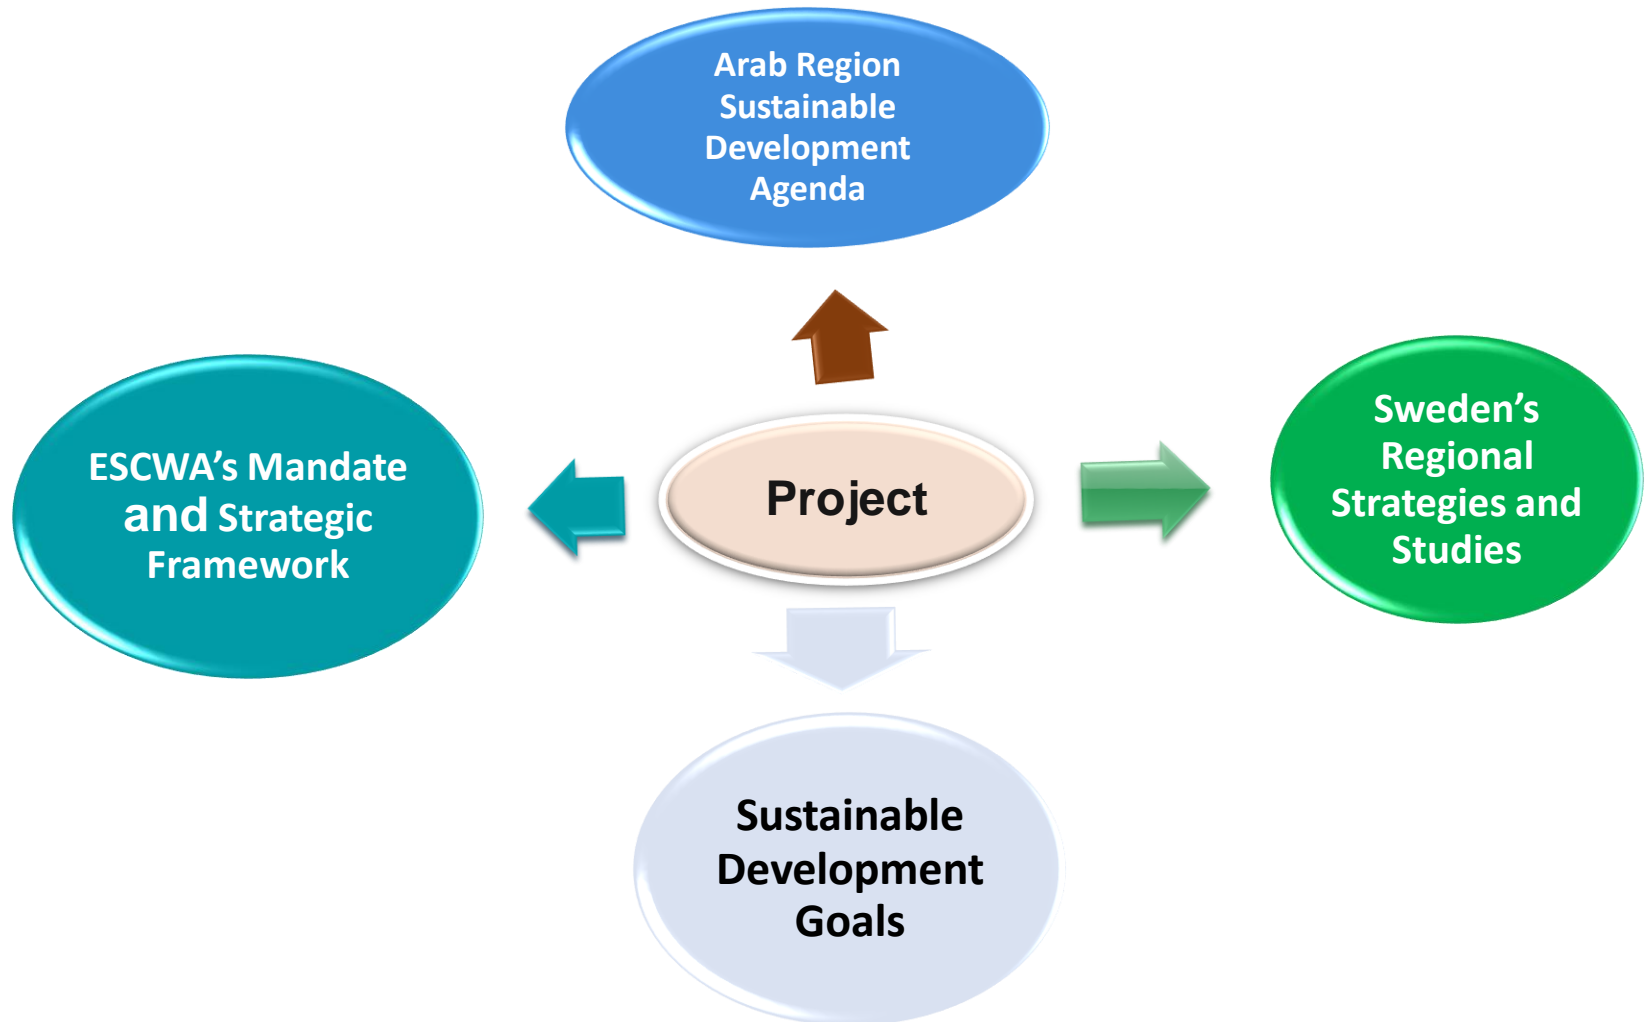 Arab Region
Sustainable
Development
Agenda
ESCWA’s Mandate
and Strategic
Framework
Project
Sweden’s
Regional
Strategies and
Studies
Sustainable
Development
Goals